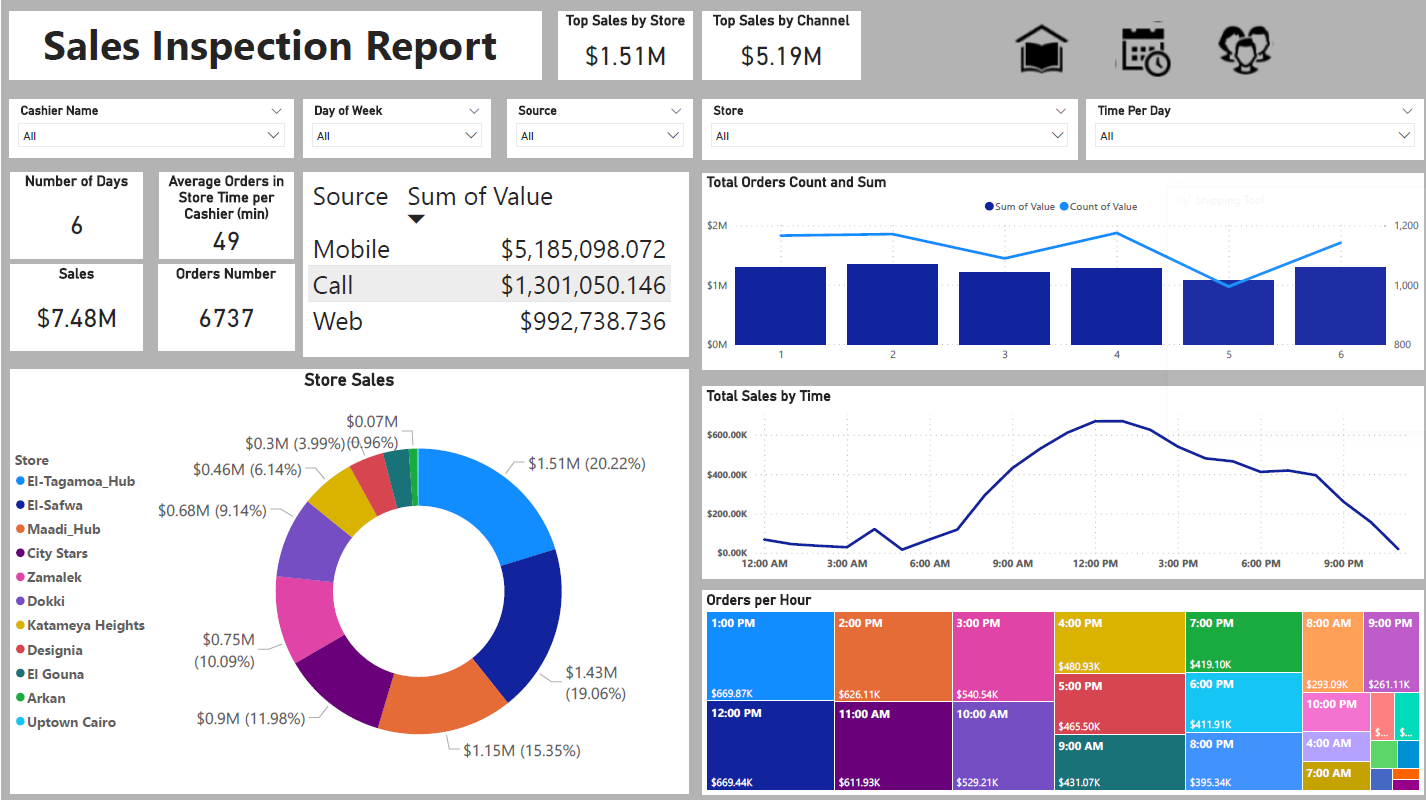 Sales Inspection Report
Top Sales by Store
$1.51M
Top Sales by Channel
$5.19M
Cashier Name
All
Day of Week
All
Source
All
Store
All
Time Per Day
All
Number of Days
6
Average Orders in
Store Time per
Cashier (min)
49
Sales
$7.48M
Orders Number
6737
Source Sum of Value
Mobile $5,185,098.072
Call $1,301,050.146
Web $992,738.736
Total Orders Count and Sum
Sum of Value Count of Value
$2M
$1M
$0M
1,200
1,000
800
1 2 3 4 5 6
Store Sales
Store
El-Tagamoa_Hub
El-Safwa
Maadi_Hub
City Stars
Zamalek
Dokki
Katameya Heights
Designia
El Gouna
Arkan
Uptown Cairo
$1.51M (20.22%)
$1.43M
(19.06%)
$1.15M (15.35%)
$0.9M (11.98%)
$0.75M
(10.09%)
$0.68M (9.14%)
$0.46M (6.14%)
$0.3M (3.99%)
$0.07M
(0.96%)
Total Sales by Time
$600.00K
$400.00K
$200.00K
$0.00K
12:00 AM 3:00 AM 6:00 AM 9:00 AM 12:00 PM 3:00 PM 6:00 PM 9:00 PM
Orders per Hour
1:00 PM
$669.87K
12:00 PM
$669.44K
2:00 PM
$626.11K
11:00 AM
$611.93K
3:00 PM
$540.54K
10:00 AM
$529.21K
4:00 PM
$480.93K
5:00 PM
$465.50K
9:00 AM
$431.07K
7:00 PM
$419.10K
6:00 PM
$411.91K
8:00 PM
$395.34K
8:00 AM
$293.09K
9:00 PM
$261.11K
10:00 PM
4:00 AM
7:00 AM
$...
$...